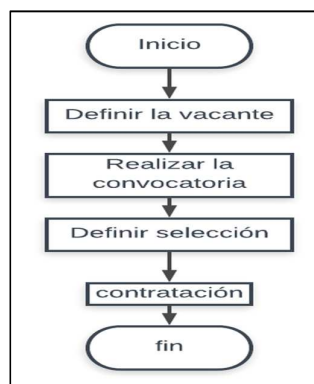 Inicio
Definir la vacante
Realizar la
convocatoria
Definir selección
contratación
fin